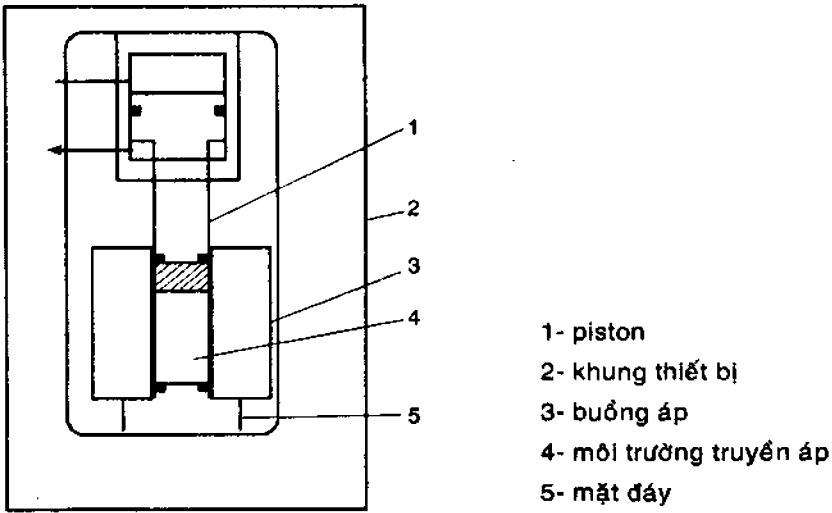 1
2
3
4
5
1- piston
2- khung thiết bị
3- buồng áp
4- môi trường truyền áp
5- mặt đáy